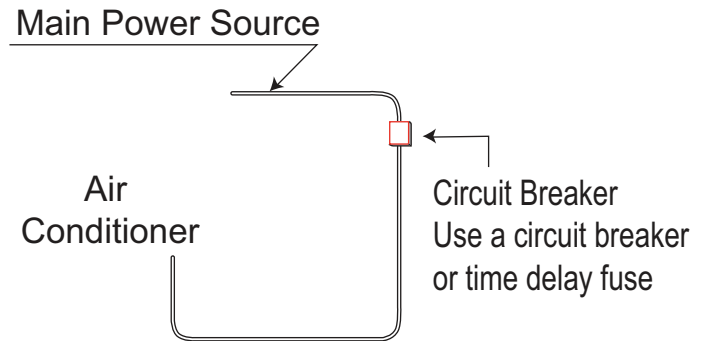 Main Power Source
Air
Conditioner
Circuit Breaker
Use a circuit breaker
or time delay fuse